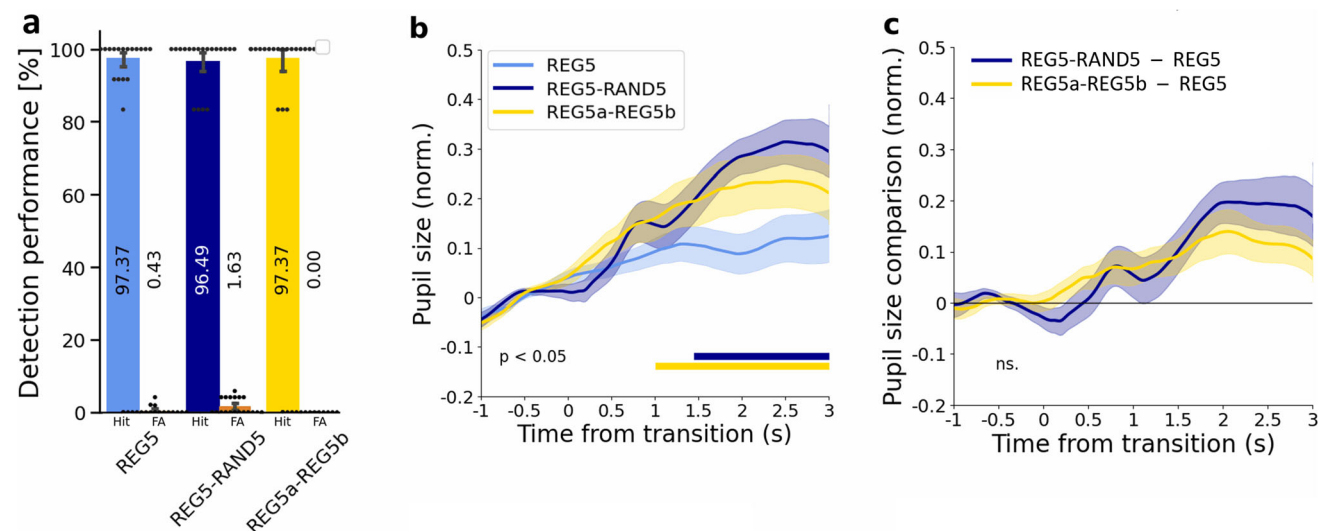 a
Detection performance [%]
100
80
60
40
20
0
97.37
0.43
96.49
1.63
97.37
0.00
Hit FA Hit FA Hit FA
REG5
REG5-RAND5
REG5a-REG5b
b
Pupil size (norm.)
0.5
0.4
0.3
0.2
0.1
0
-0.1
-0.2
REG5
REG5-RAND5
REG5a-REG5b
p < 0.05
-1 -0.5 0 0.5 1 1.5 2 2.5 3
Time from transition (s)
c
Pupil size comparison (norm.)
0.5
0.4
0.3
0.2
0.1
0
-0.1
-0.2
REG5-RAND5 – REG5
REG5a-REG5b – REG5
ns.
-1 -0.5 0 0.5 1 1.5 2 2.5 3
Time from transition (s)